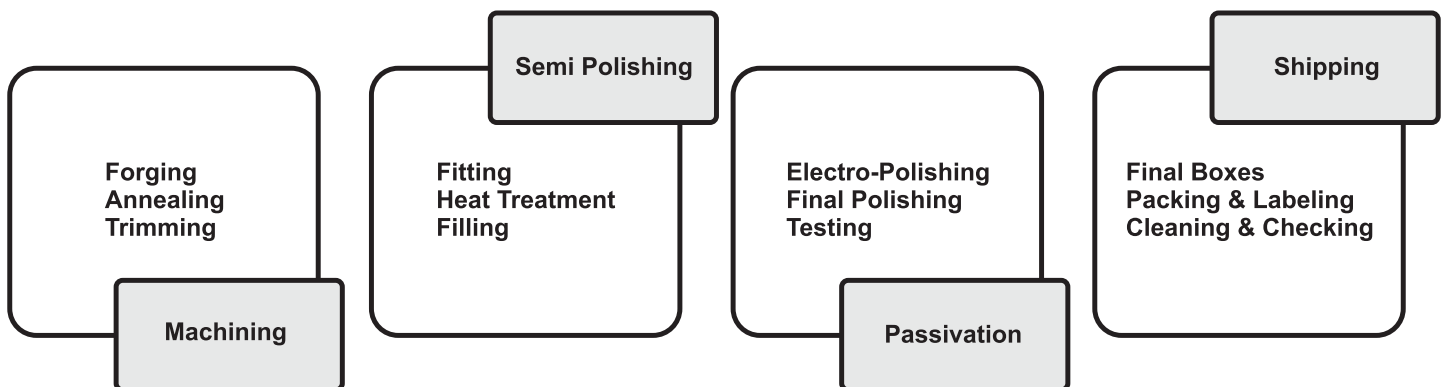 Forging
Annealing
Trimming
Machining
Semi Polishing
Fitting
Heat Treatment
Filling
Electro-Polishing
Final Polishing
Testing
Passivation
Shipping
Final Boxes
Packing & Labeling
Cleaning & Checking